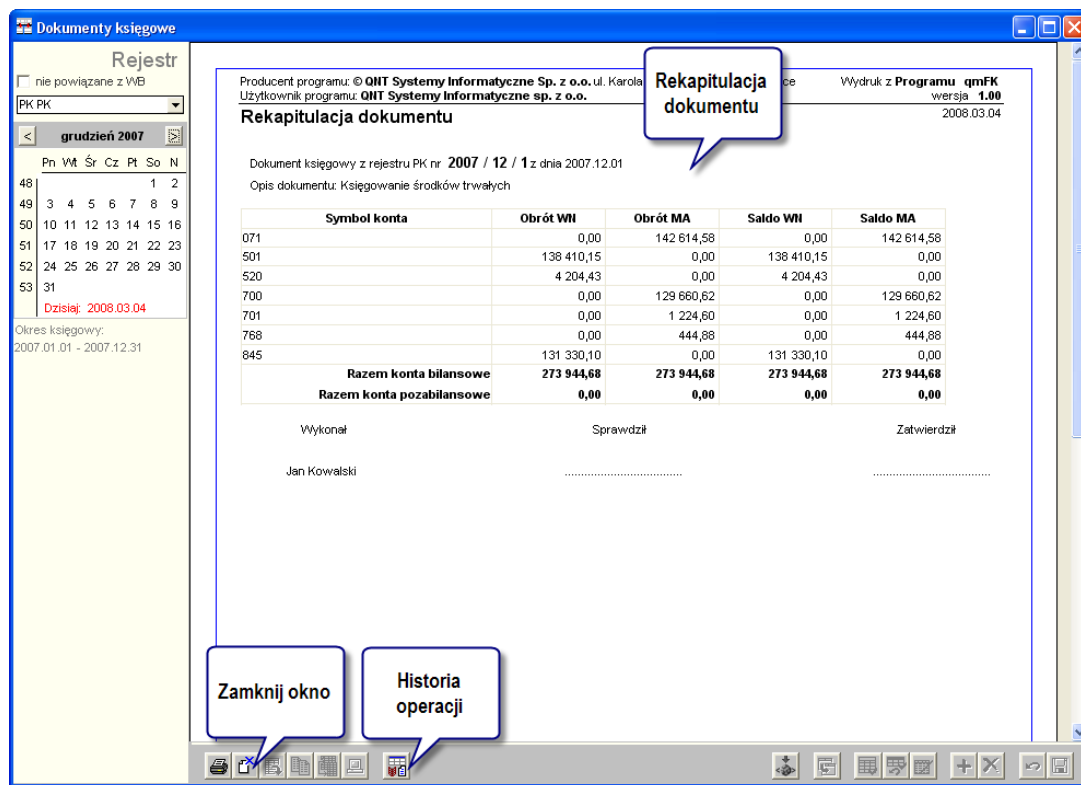 Dokumenty księgowe
Rejestr
nie powiązane z WB
PK PK
< grudzień 2007 >
Pn Wt Śr Cz Pt So N
48 1 2
49 3 4 5 6 7 8 9
50 10 11 12 13 14 15 16
51 17 18 19 20 21 22 23
52 24 25 26 27 28 29 30
53 31
Dzisiaj: 2008.03.04
Okres księgowy:
2007.01.01 - 2007.12.31
Producent programu: © QNT Systemy Informatyczne Sp. z o.o. ul. Karola ce Wydruk z Programu qmFK
Użytkownik programu: QNT Systemy Informatyczne sp. z o.o. wersja 1.00
Rekapitulacja dokumentu 2008.03.04
Rekapitulacja
dokumentu
Dokument księgowy z rejestru PK nr 2007 / 12 / 1 z dnia 2007.12.01
Opis dokumentu: Księgowanie środków trwałych
Symbol konta Obrót WN Obrót MA Saldo WN Saldo MA
071 0,00 142 614,58 0,00 142 614,58
501 138 410,15 0,00 138 410,15 0,00
520 4 204,43 0,00 4 204,43 0,00
700 0,00 129 660,62 0,00 129 660,62
701 0,00 1 224,60 0,00 1 224,60
768 0,00 444,88 0,00 444,88
845 131 330,10 0,00 131 330,10 0,00
Razem konta bilansowe 273 944,68 273 944,68 273 944,68 273 944,68
Razem konta pozabilansowe 0,00 0,00 0,00 0,00
Wykonał Sprawdził Zatwierdził
Jan Kowalski
Zamknij okno
Historia
operacji